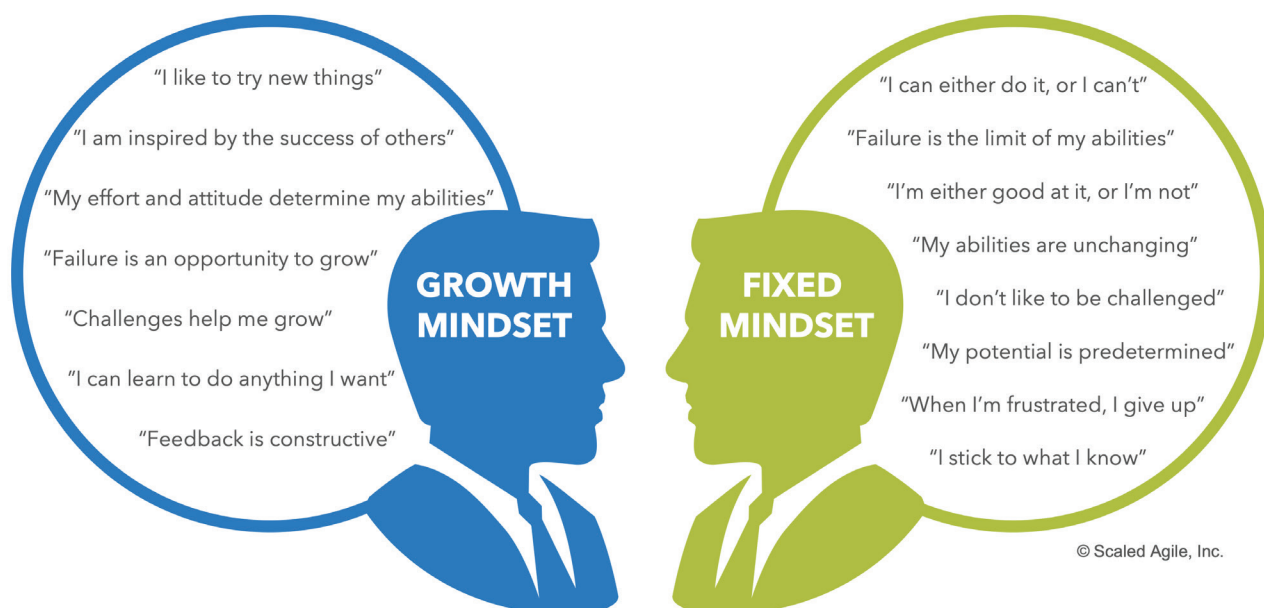 “I like to try new things”
“I am inspired by the success of others”
“My effort and attitude determine my abilities”
“Failure is an opportunity to grow”
“Challenges help me grow”
“I can learn to do anything I want”
“Feedback is constructive”
GROWTH
MINDSET
FIXED
MINDSET
“I can either do it, or I can’t”
“Failure is the limit of my abilities”
“I’m either good at it, or I’m not”
“My abilities are unchanging”
“I don’t like to be challenged”
“My potential is predetermined”
“When I’m frustrated, I give up”
“I stick to what I know”
© Scaled Agile, Inc.